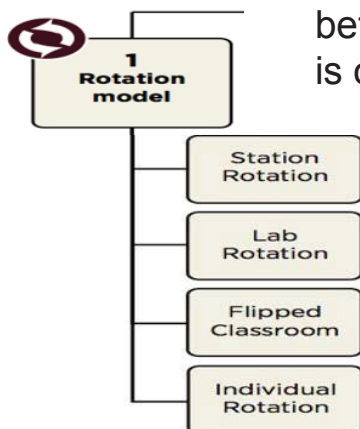 1
Rotation
model
Station
Rotation
Lab
Rotation
Flipped
Classroom
Individual
Rotation